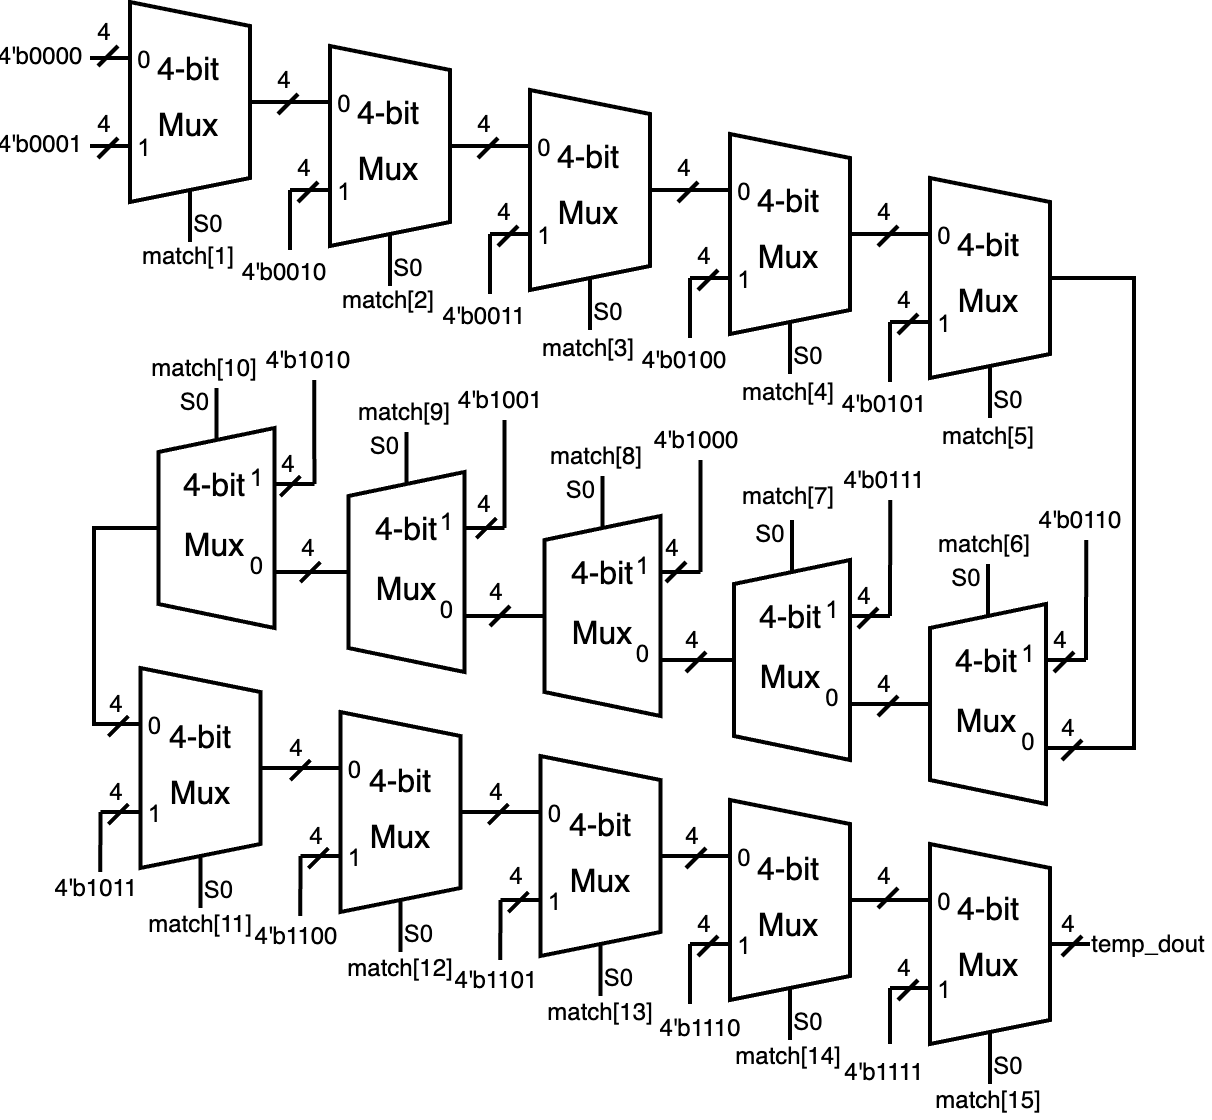 4
4'b0000
0
4-bit
Mux
4
4'b0001
1
S0
match[1]
4
0
4-bit
Mux
4
1
4'b0010
S0
match[2]
4
0
4-bit
Mux
4
1
4'b0011
S0
match[3]
4
0
4-bit
Mux
4
1
4'b0100
S0
match[4]
4
0
4-bit
Mux
4
1
4'b0101
S0
match[5]
match[6]
4'b0110
S0
4-bit 1
4
Mux
0
4
match[7]
4'b0111
S0
4-bit 1
4
Mux
0
4
match[8]
4'b1000
S0
4-bit 1
4
Mux
0
4
match[9]
4'b1001
S0
4-bit 1
4
Mux
0
4
match[10]
4'b1010
S0
4-bit 1
4
Mux
0
4
4
0
4-bit
Mux
4
1
4'b1011
S0
match[11]
4
0
4-bit
Mux
4
1
4'b1100
S0
match[12]
4
0
4-bit
Mux
4
1
4'b1101
S0
match[13]
4
0
4-bit
Mux
4
1
4'b1110
S0
match[14]
4
0
4-bit
Mux
4
1
4'b1111
S0
match[15]
4
temp_dout